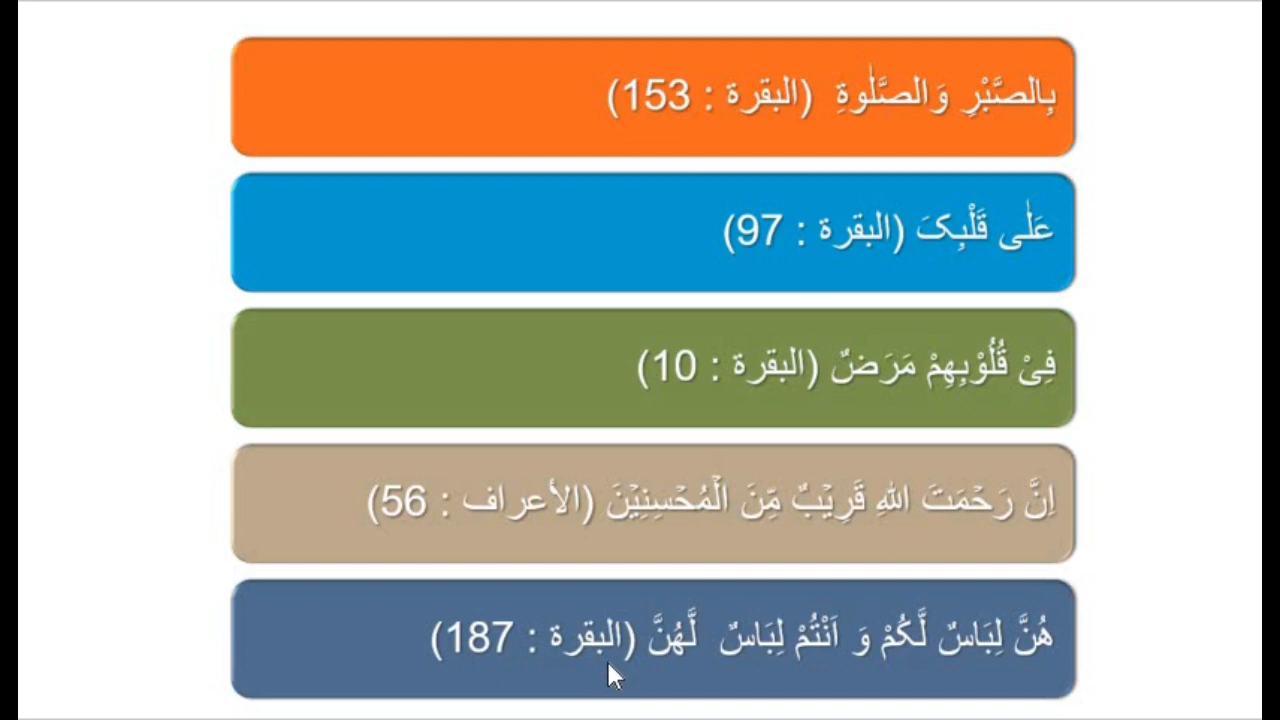 بِالصَّبْرِ وَالصَّلٰوةِ (البقرة : 153)
عَلٰى قَلْبِکَ (البقرة : 97)
فِىْ قُلُوْبِهِمْ مَرَضٌ (البقرة : 10)
اِنَّ رَحْمَتَ اللهِ قَرِيْبٌ مِّنَ الْمُحْسِنِيْنَ (الأعراف : 56)
هُنَّ لِبَاسٌ لَّكُمْ وَ اَنْتُمْ لِبَاسٌ لَّهُنَّ (البقرة : 187)